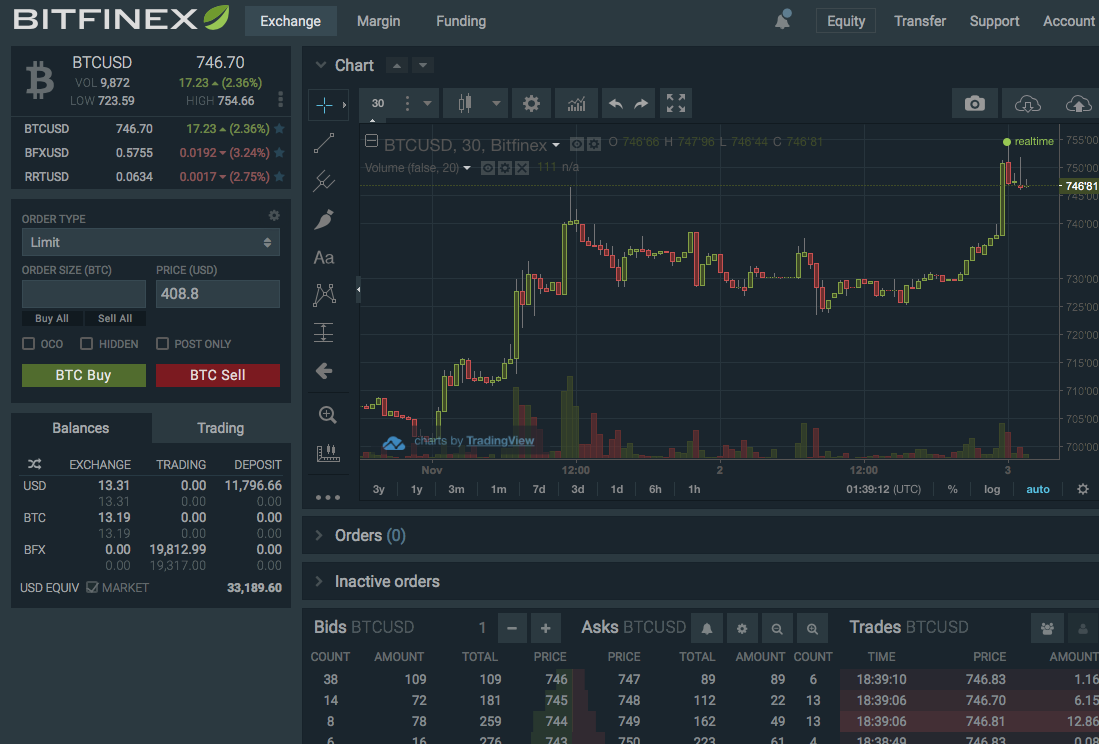 BITFINEX Exchange Margin Funding Equity Transfer Support Account
BTCUSD 746.70
VOL 9,872 17.23 (2.36%)
LOW 723.59 HIGH 754.66
BTCUSD 746.70 17.23 (2.36%)
BFXUSD 0.5755 0.0192 (3.24%)
RRTUSD 0.0634 0.0017 (2.75%)
ORDER TYPE
Limit
ORDER SIZE (BTC) PRICE (USD)
408.8
Buy All Sell All
OCO HIDDEN POST ONLY
BTC Buy BTC Sell
Balances Trading
EXCHANGE TRADING DEPOSIT
USD 13.31 0.00 11,796.66
13.31 0.00 0.00
BTC 13.19 0.00 0.00
13.19 0.00 0.00
BFX 0.00 19,812.99 0.00
0.00 19,317.00 0.00
USD EQUIV MARKET 33,189.60
Chart
30
BTCUSD, 30, Bitfinex O 746'66 H 747'96 L 746'44 C 746'81
realtime
Volume (false, 20) 111 n/a
Aa
755'00
750'00
746'81
745'00
740'00
730'00
725'00
720'00
715'00
710'00
705'00
700'00
charts by TradingView
Nov 12:00 2 12:00 3
3y 1y 3m 1m 7d 3d 1d 6h 1h 01:39:12 (UTC) % log auto
Orders (0)
Inactive orders
Bids BTCUSD 1 − + Asks BTCUSD Trades BTCUSD
COUNT AMOUNT TOTAL PRICE PRICE TOTAL AMOUNT COUNT TIME PRICE AMOUNT
38 109 109 746 747 89 89 6 18:39:10 746.83 1.16
14 72 181 745 748 112 22 13 18:39:06 746.70 6.15
8 78 259 744 749 162 49 13 18:39:06 746.81 12.86
6 16 276 743 750 223 61 4 18:38:49 746.83 0.08